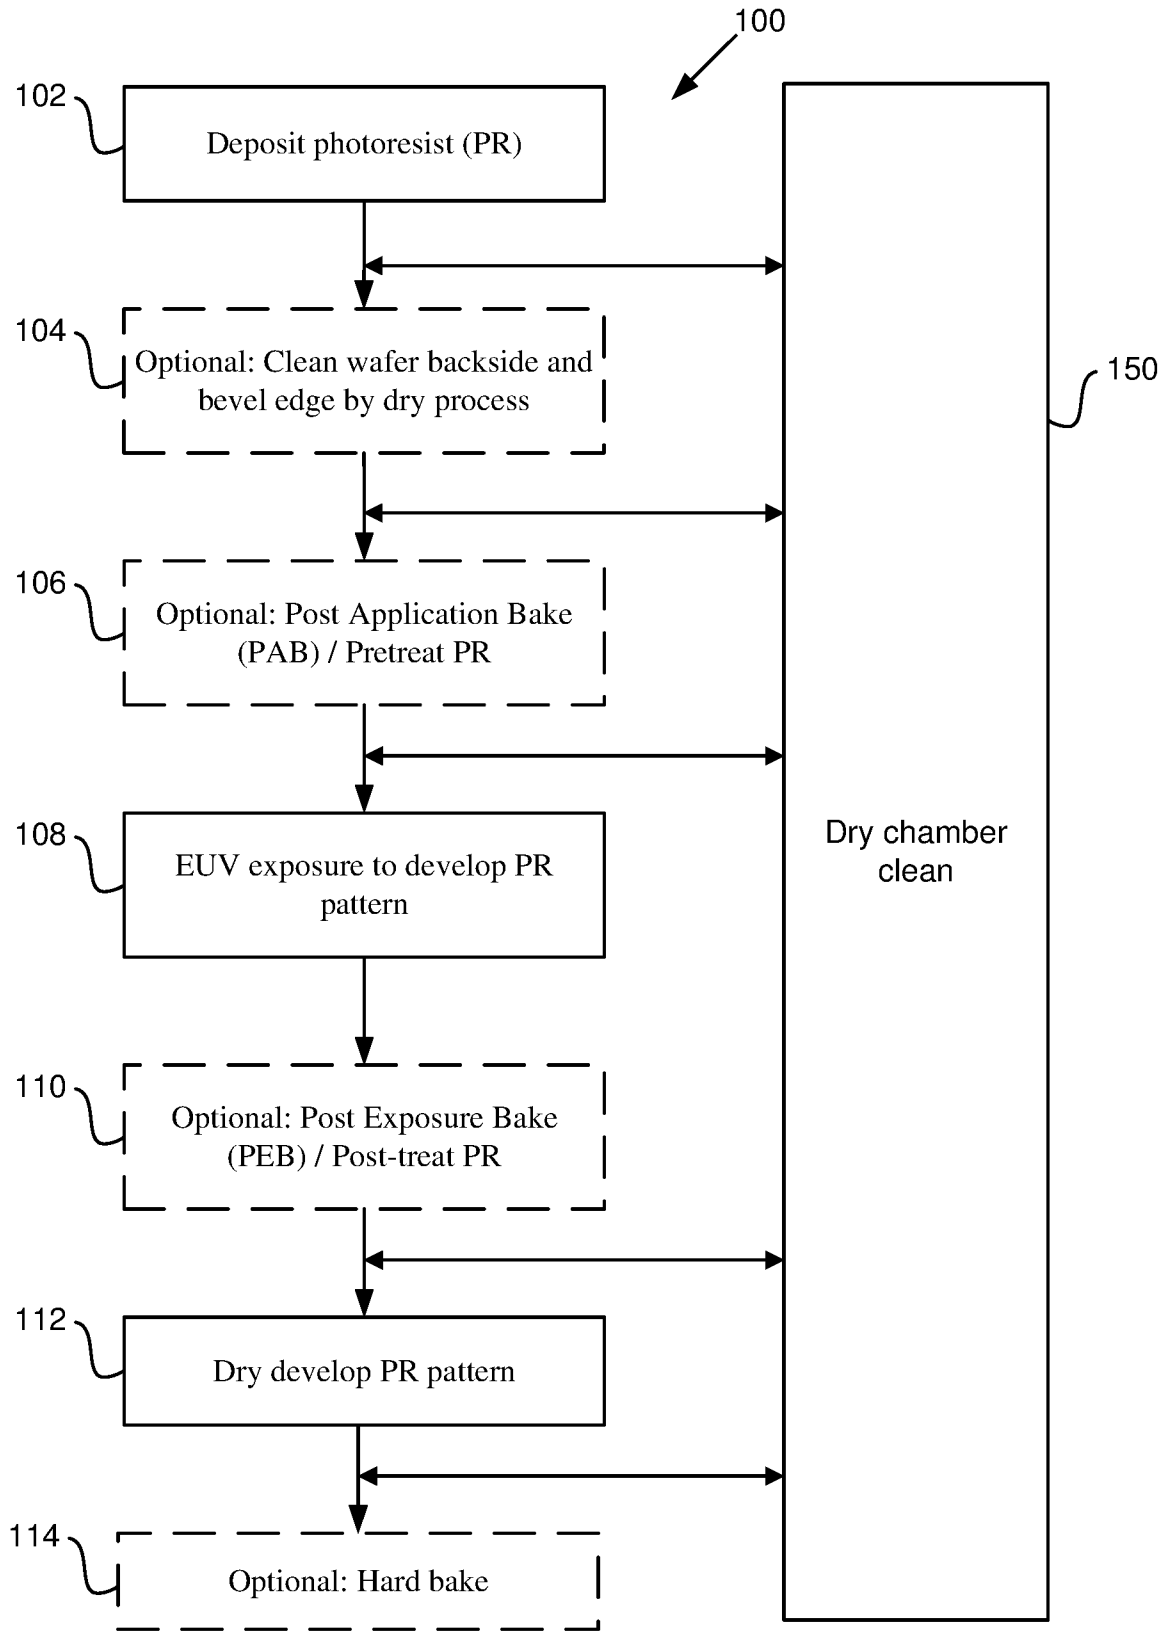 100
102
Deposit photoresist (PR)
104
Optional: Clean wafer backside and
bevel edge by dry process
150
106
Optional: Post Application Bake
(PAB) / Pretreat PR
108
EUV exposure to develop PR
pattern
Dry chamber
clean
110
Optional: Post Exposure Bake
(PEB) / Post-treat PR
112
Dry develop PR pattern
114
Optional: Hard bake